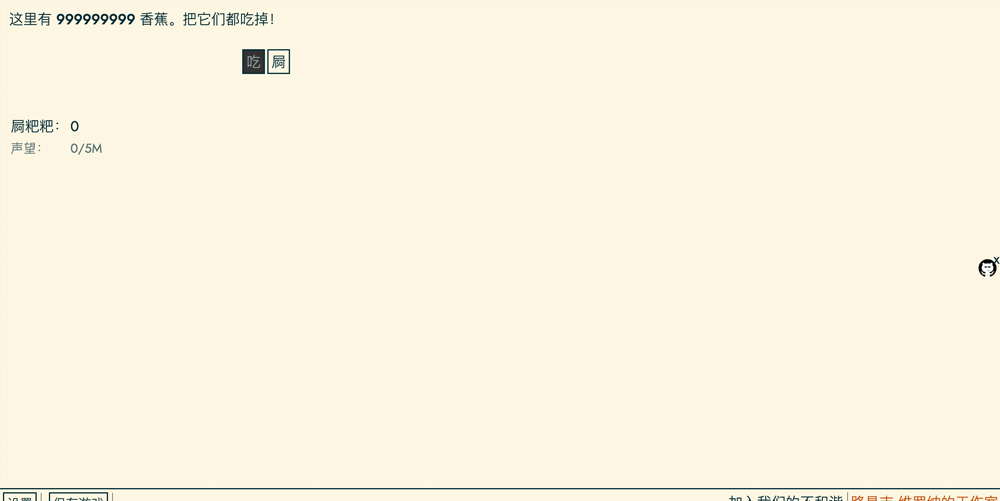 这里有 999999999 香蕉。把它们都吃掉！
吃 屙
屙粑粑： 0
声望： 0/5M
x
设置 保存游戏 加入我们的不和谐 路易吉·维罗纳的工作室